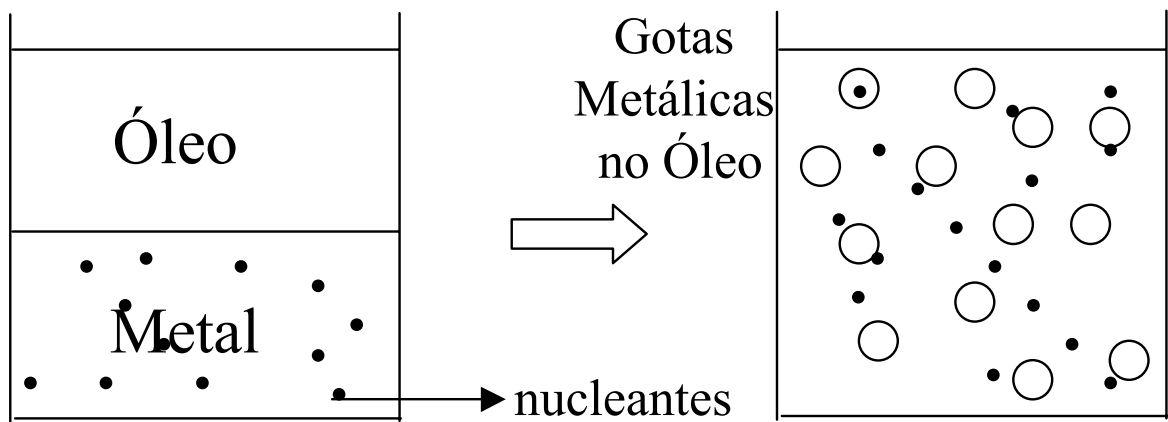 Óleo
Metal
nucleantes
Gotas
Metálicas
no Óleo